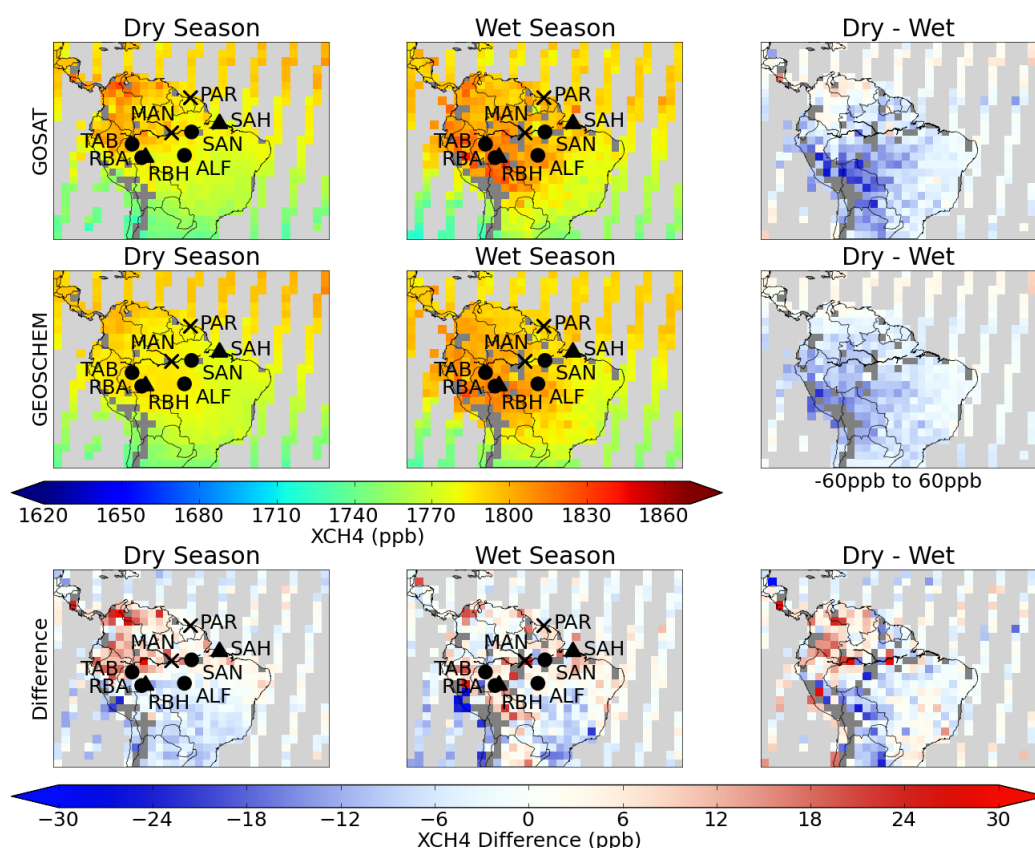 Dry Season
Wet Season
Dry - Wet
GOSAT
PAR
MAN
SAH
TAB
SAN
RBA
RBH
ALF
PAR
MAN
SAH
TAB
SAN
RBA
RBH
ALF
Dry Season
Wet Season
Dry - Wet
GEOSCHEM
PAR
MAN
SAH
TAB
SAN
RBA
RBH
ALF
PAR
MAN
SAH
TAB
SAN
RBA
RBH
ALF
-60ppb to 60ppb
1620 1650 1680 1710 1740 1770 1800 1830 1860
XCH4 (ppb)
Dry Season
Wet Season
Dry - Wet
Difference
PAR
MAN
SAH
TAB
SAN
RBA
RBH
ALF
PAR
MAN
SAH
TAB
SAN
RBA
RBH
ALF
−30 −24 −18 −12 −6 0 6 12 18 24 30
XCH4 Difference (ppb)